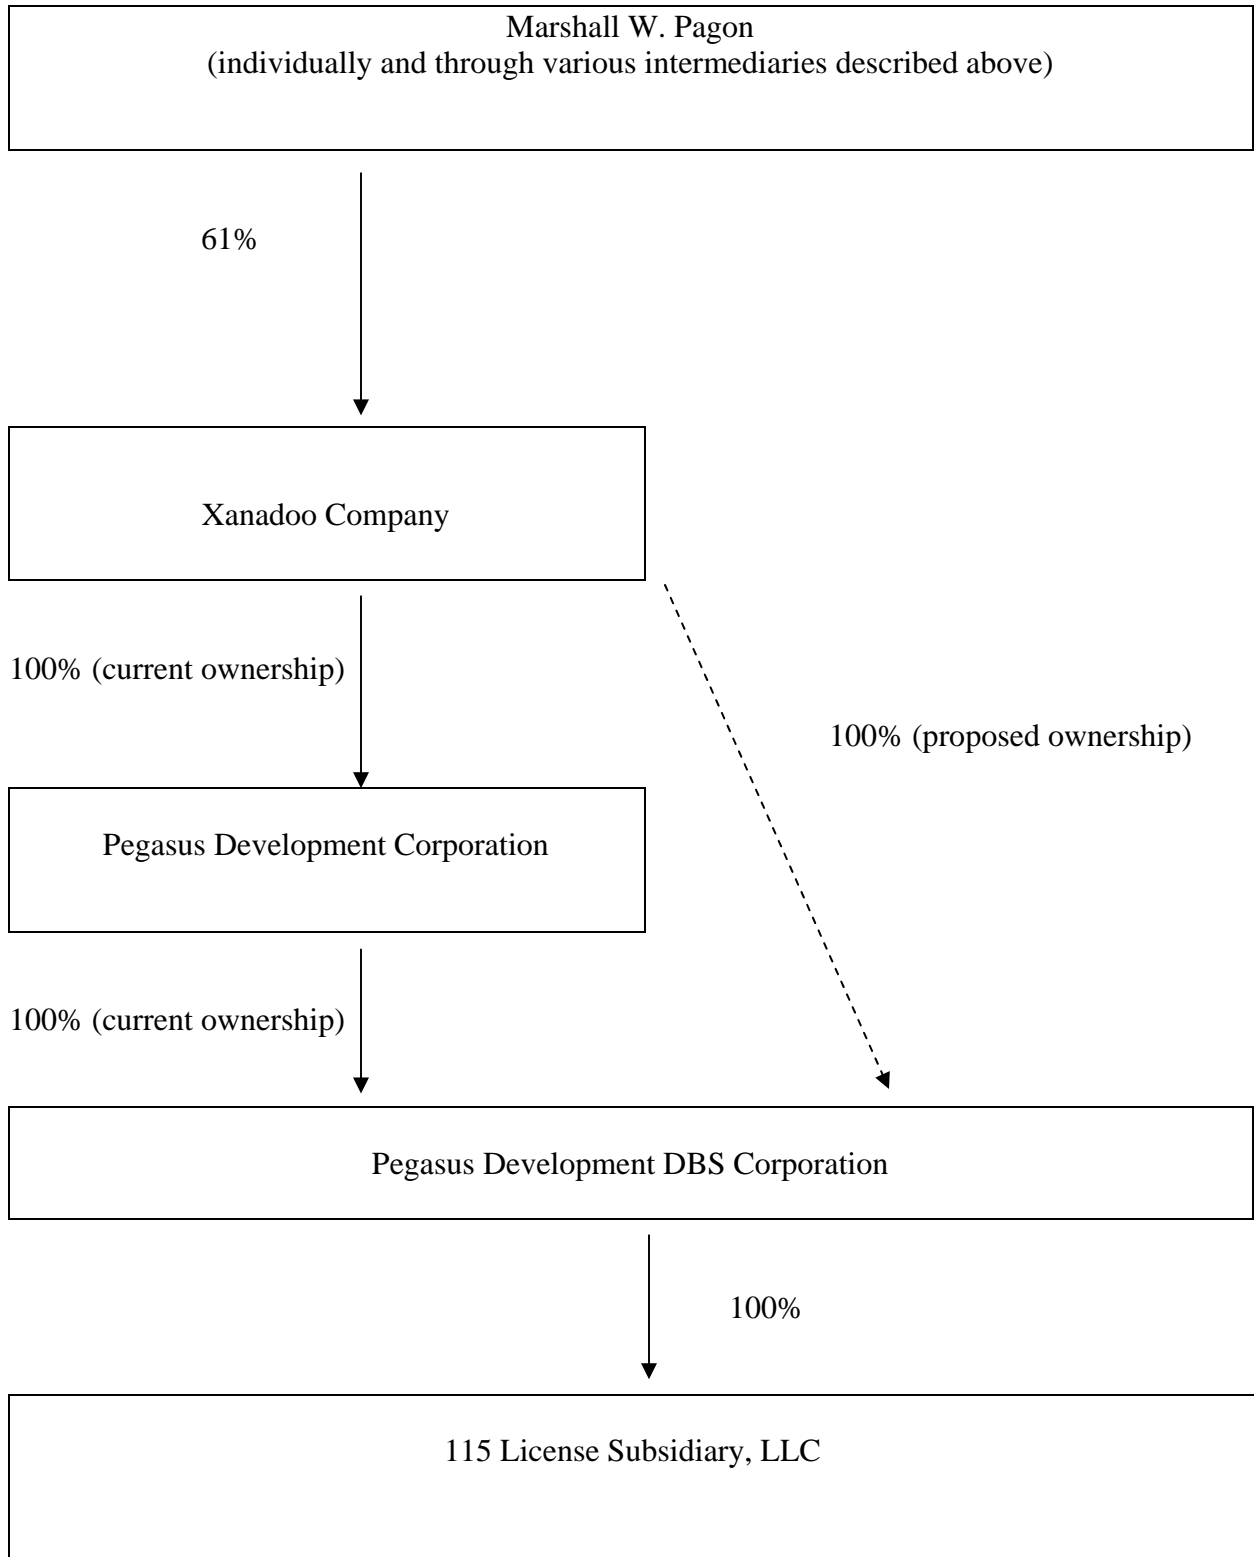 Marshall W. Pagon
(individually and through various intermediaries described above)
61%
Xanadoo Company
100% (current ownership)
100% (proposed ownership)
Pegasus Development Corporation
100% (current ownership)
Pegasus Development DBS Corporation
100%
115 License Subsidiary, LLC